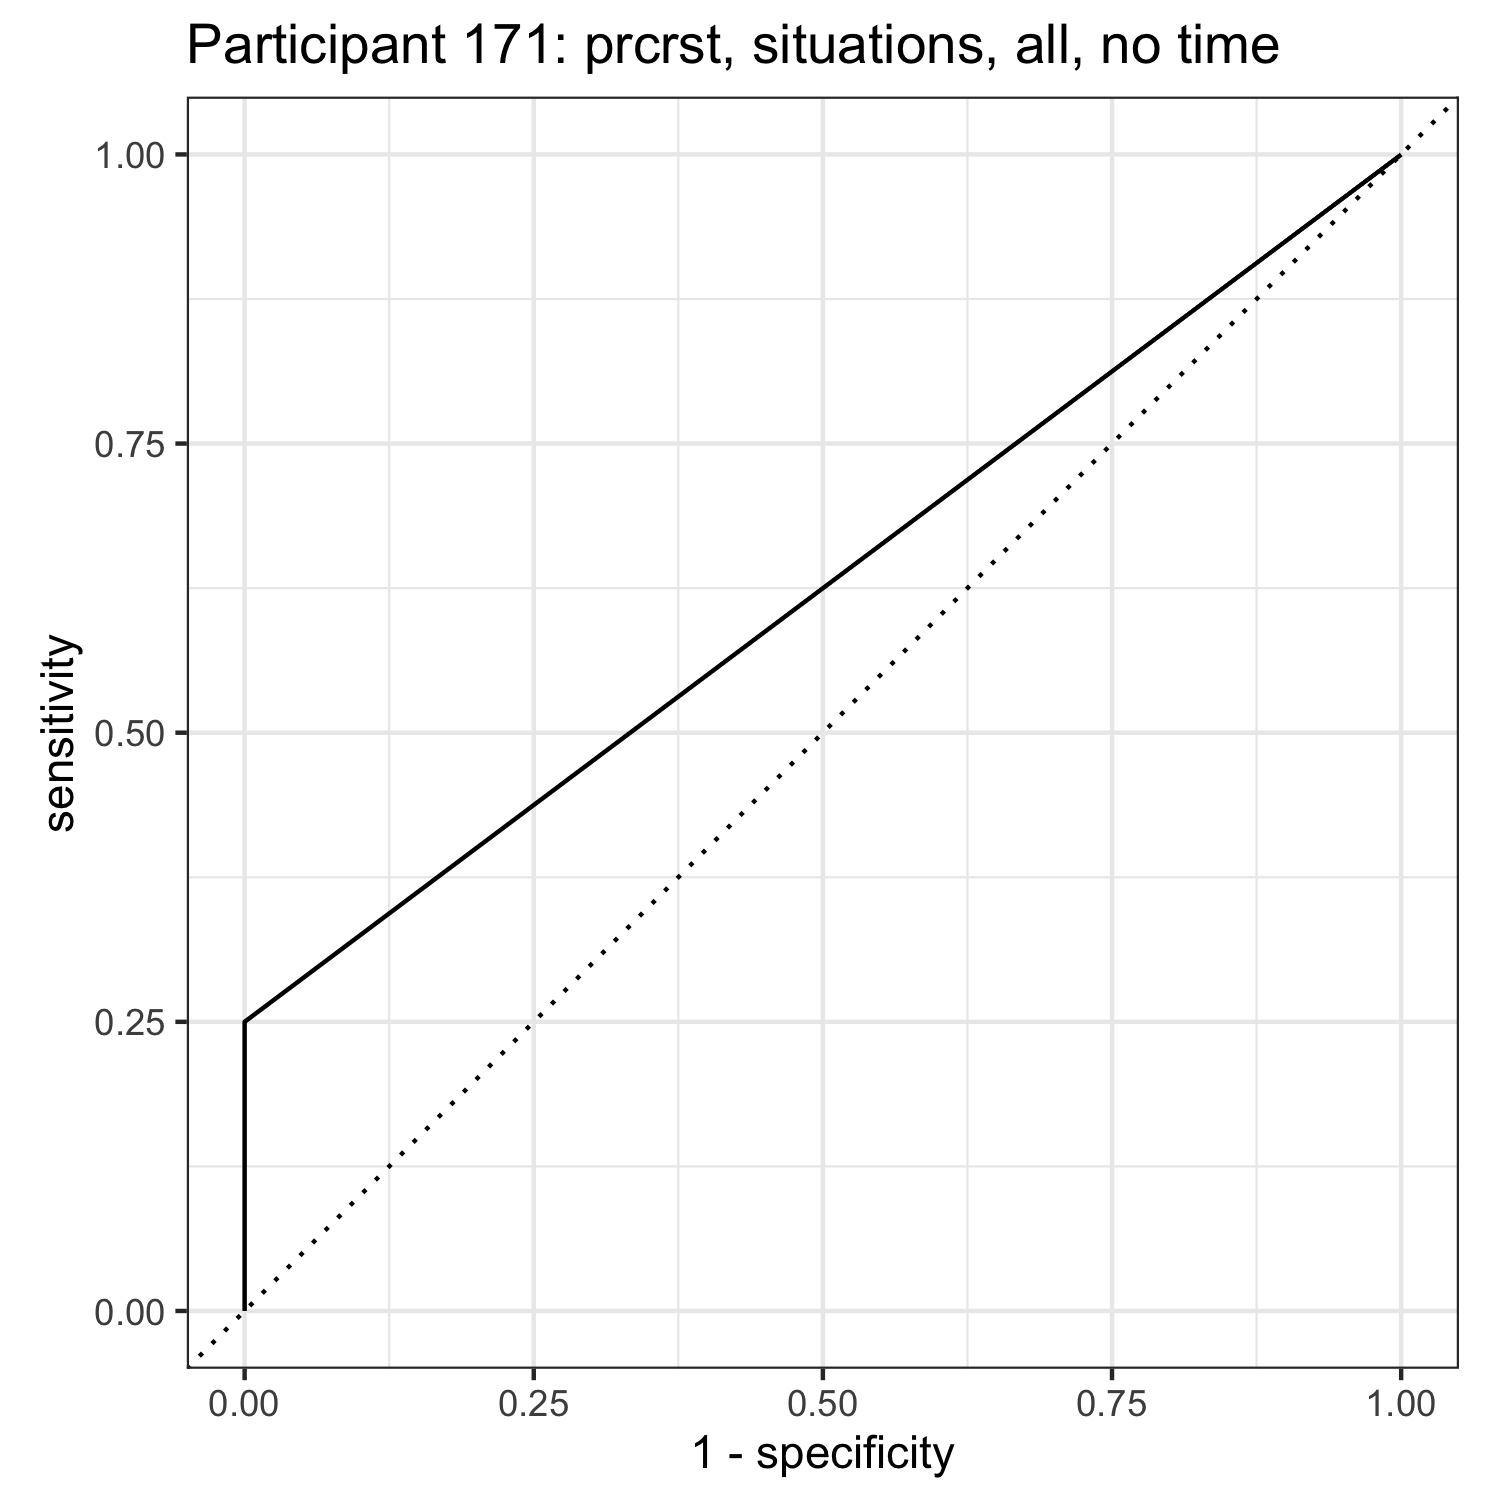 Participant 171: prcrst, situations, all, no time
1.00
0.75
0.50
0.25
0.00
sensitivity
0.00 0.25 0.50 0.75 1.00
1 - specificity